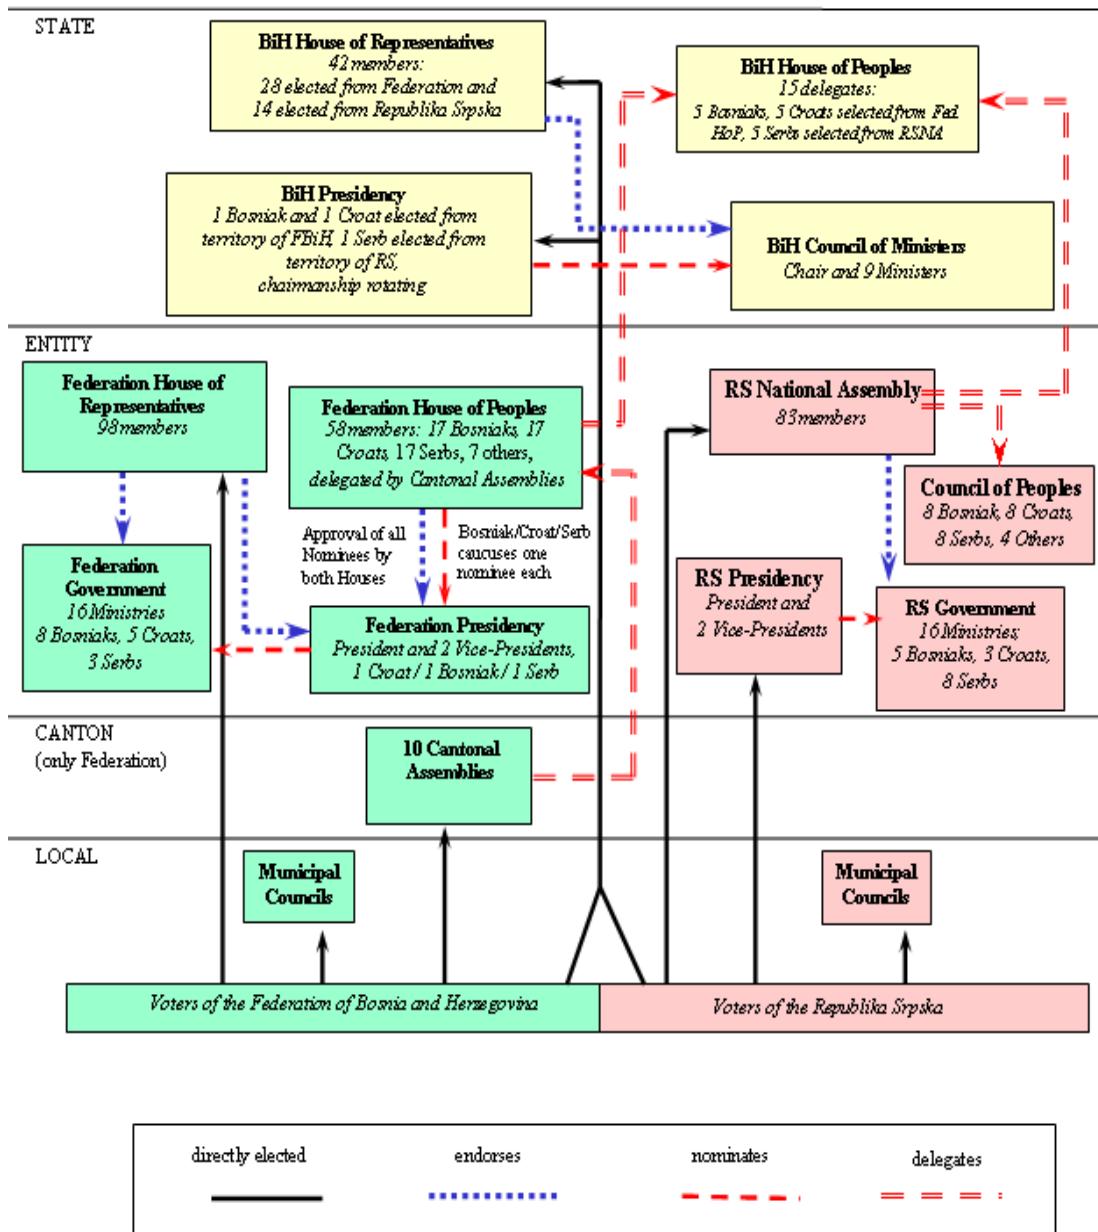 STATE
BiH House of Representatives
42 members:
28 elected from Federation and
14 elected from Republika Srpska
BiH House of Peoples
15 delegates:
5 Bosniaks, 5 Croats selected from Fed
HoP, 5 Serbs selected from RSNA
BiH Presidency
1 Bosniak and 1 Croat elected from
territory of FBiH, 1 Serb elected from
territory of RS,
chairmanship rotating
BiH Council of Ministers
Chair and 9 Ministers
ENTITY
Federation House of
Representatives
98 members
Federation House of Peoples
58 members: 17 Bosniaks, 17
Croats, 17 Serbs, 7 others,
delegated by Cantonal Assemblies
RS National Assembly
83 members
Council of Peoples
8 Bosniak, 8 Croats,
8 Serbs, 4 Others
Approval of all
Nominees by
both Houses
Bosniak/Croat/Serb
caucuses one
nominee each
Federation
Government
16 Ministries
8 Bosniaks, 5 Croats,
3 Serbs
Federation Presidency
President and 2 Vice-Presidents,
1 Croat / 1 Bosniak / 1 Serb
RS Presidency
President and
2 Vice-Presidents
RS Government
16 Ministries;
5 Bosniaks, 3 Croats,
8 Serbs
CANTON
(only Federation)
10 Cantonal
Assemblies
LOCAL
Municipal
Councils
Municipal
Councils
Voters of the Federation of Bosnia and Herzegovina
Voters of the Republika Srpska
directly elected
endorses
nominates
delegates